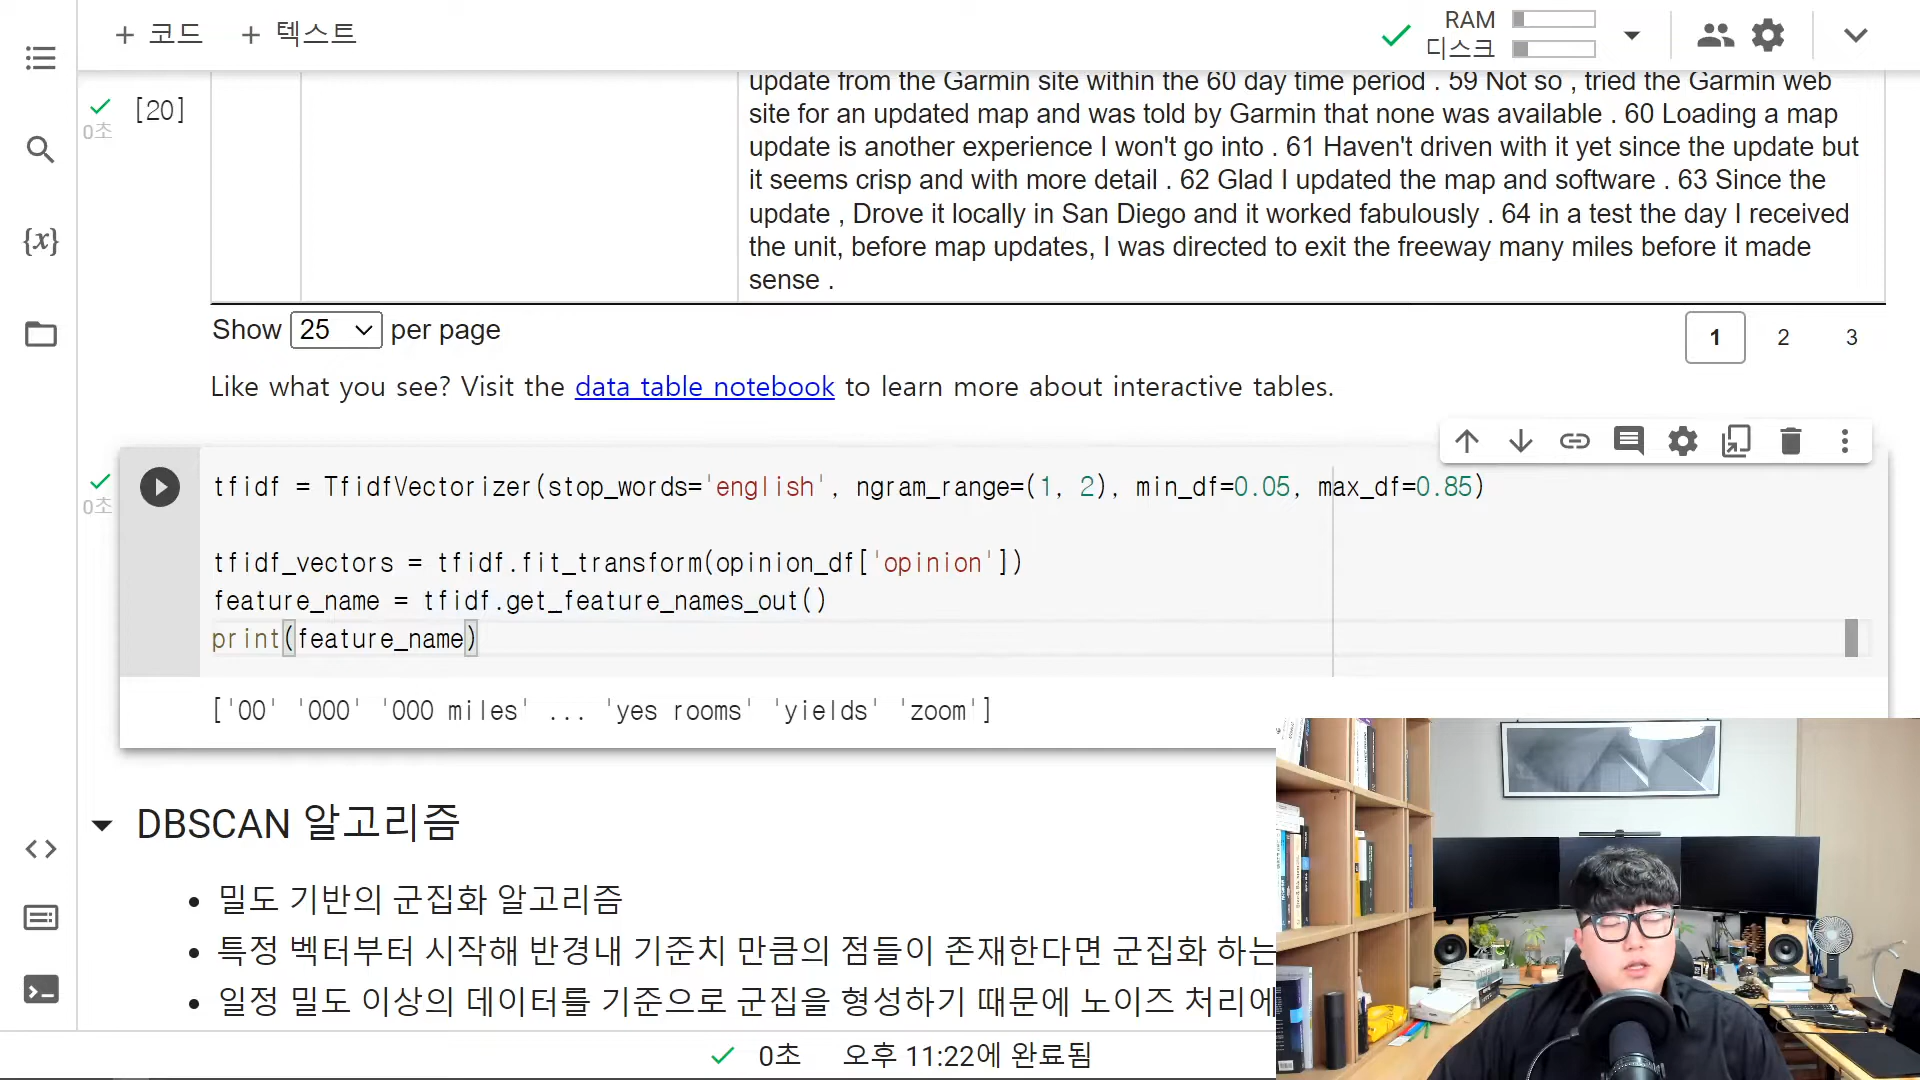 + 코드 + 텍스트
RAM
디스크
[20]
0초
update from the Garmin site within the 60 day time period . 59 Not so , tried the Garmin web
site for an updated map and was told by Garmin that none was available . 60 Loading a map
update is another experience I won't go into . 61 Haven't driven with it yet since the update but
it seems crisp and with more detail . 62 Glad I updated the map and software . 63 Since the
update , Drove it locally in San Diego and it worked fabulously . 64 in a test the day I received
the unit, before map updates, I was directed to exit the freeway many miles before it made
sense .
{x}
Show 25 per page
1 2 3
Like what you see? Visit the data table notebook to learn more about interactive tables.
0초
tfidf = TfidfVectorizer(stop_words='english', ngram_range=(1, 2), min_df=0.05, max_df=0.85)
tfidf_vectors = tfidf.fit_transform(opinion_df['opinion'])
feature_name = tfidf.get_feature_names_out()
print(feature_name)
['00' '000' '000 miles' ... 'yes rooms' 'yields' 'zoom']
DBSCAN 알고리즘
• 밀도 기반의 군집화 알고리즘
• 특정 벡터부터 시작해 반경내 기준치 만큼의 점들이 존재한다면 군집화 하는
• 일정 밀도 이상의 데이터를 기준으로 군집을 형성하기 때문에 노이즈 처리에
0초 오후 11:22에 완료됨